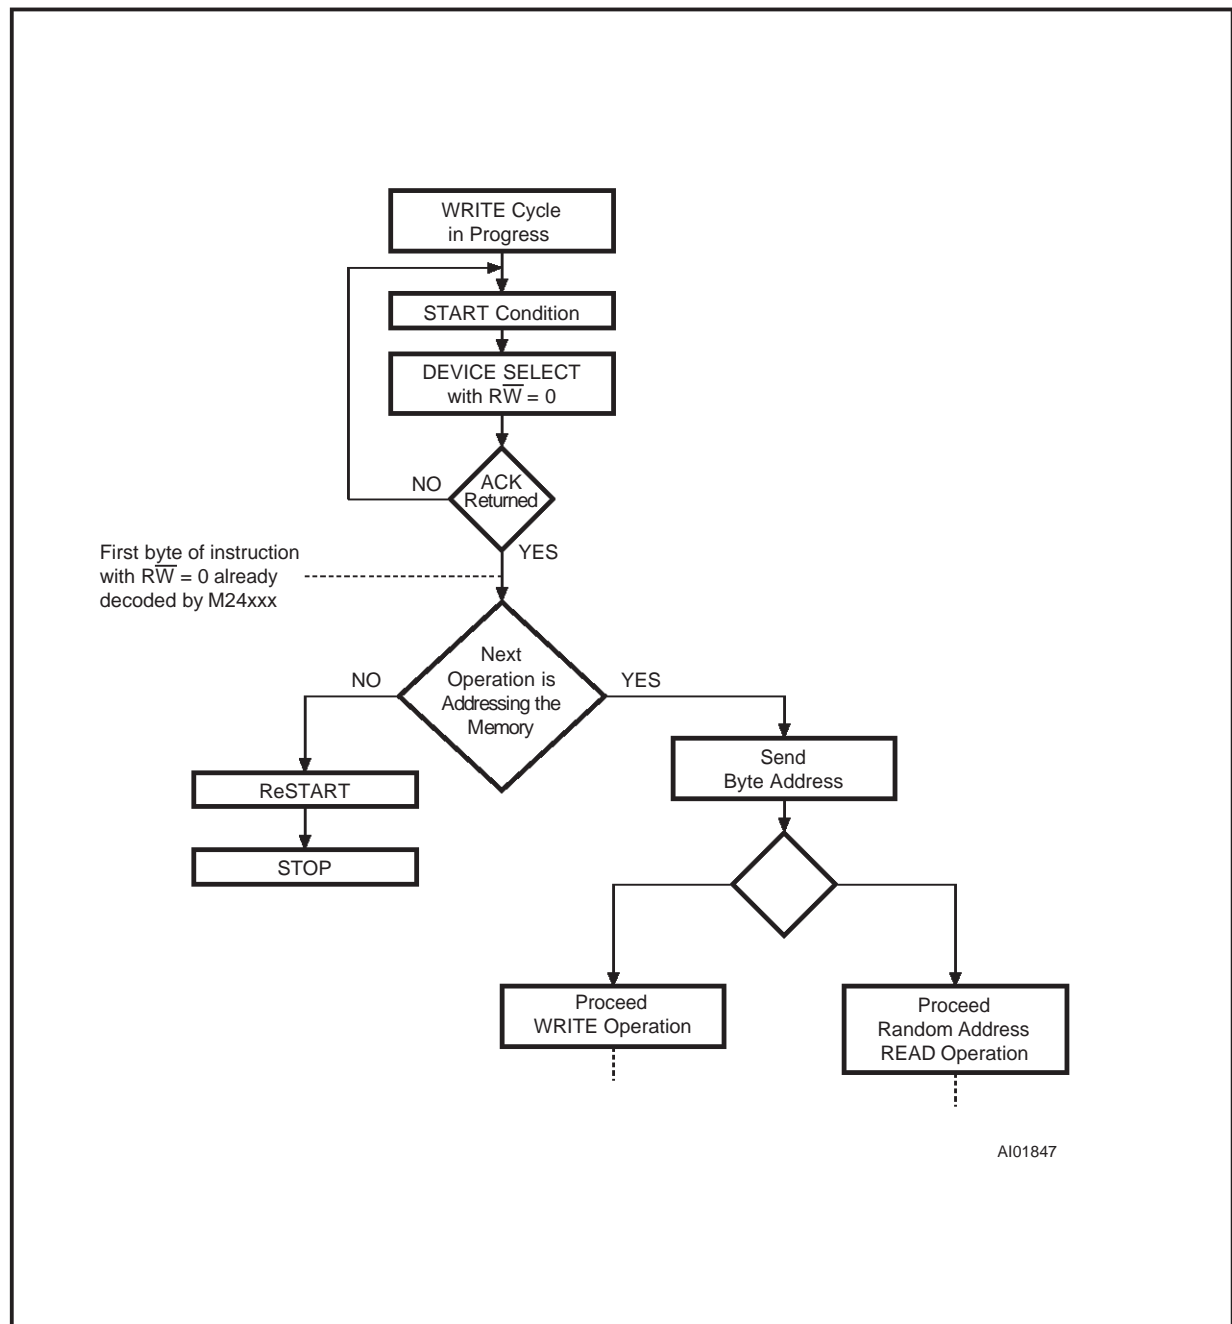 WRITE Cycle
in Progress
START Condition
DEVICE SELECT
with RW̅ = 0
NO
ACK
Returned
YES
First byte of instruction
with RW̅ = 0 already
decoded by M24xxx
NO
Next
Operation is
Addressing the
Memory
YES
Send
Byte Address
ReSTART
STOP
Proceed
WRITE Operation
Proceed
Random Address
READ Operation
AI01847